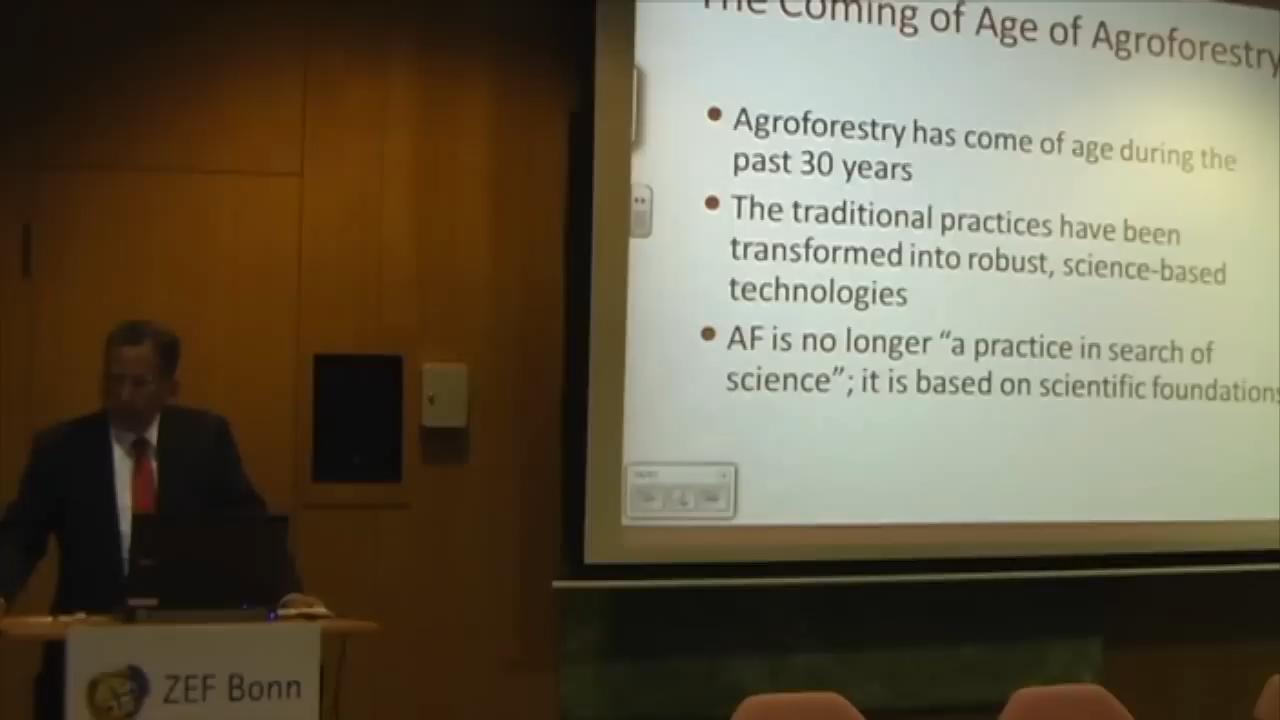 The Coming of Age of Agroforestry
• Agroforestry has come of age during the
past 30 years
• The traditional practices have been
transformed into robust, science-based
technologies
• AF is no longer “a practice in search of
science”; it is based on scientific foundations
ZEF Bonn